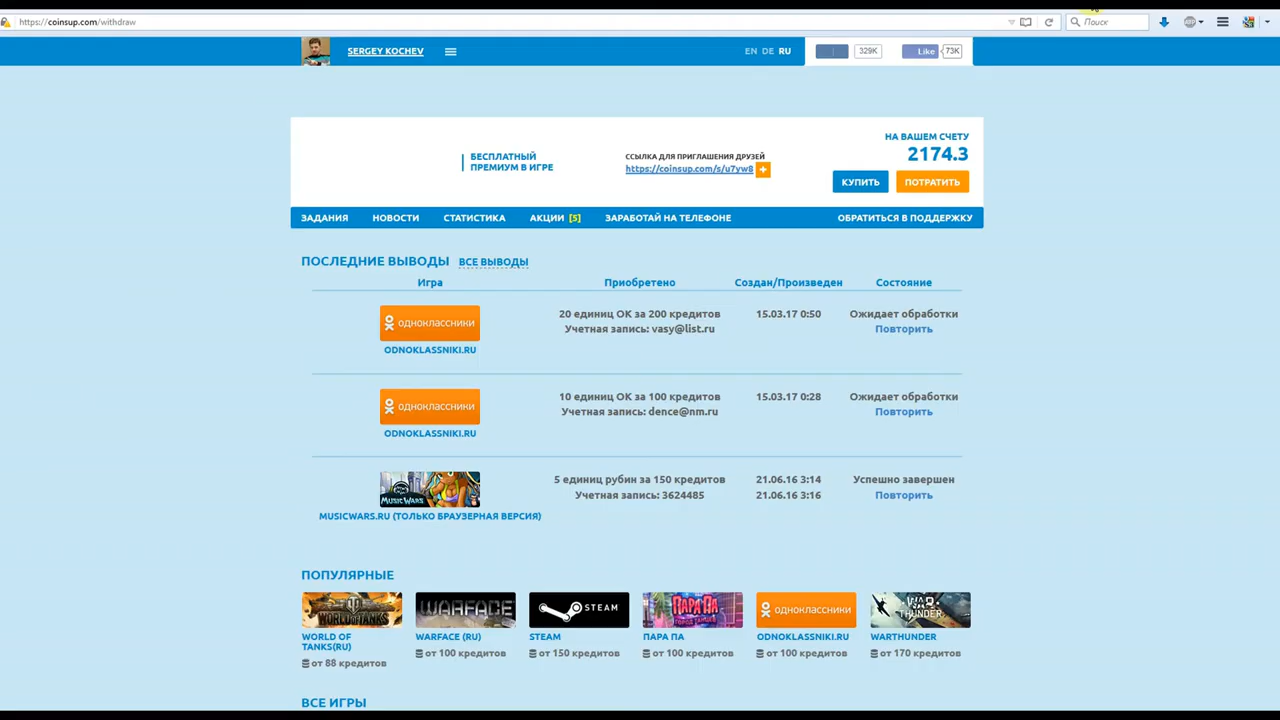 https://coinsup.com/withdraw
Поиск
SERGEY KOCHEV
EN DE RU
329K
Like 73K
НА ВАШЕМ СЧЕТУ
2174.3
БЕСПЛАТНЫЙ
ПРЕМИУМ В ИГРЕ
ССЫЛКА ДЛЯ ПРИГЛАШЕНИЯ ДРУЗЕЙ
https://coinsup.com/s/u7yw8 +
КУПИТЬ ПОТРАТИТЬ
ЗАДАНИЯ НОВОСТИ СТАТИСТИКА АКЦИИ [5] ЗАРАБОТАЙ НА ТЕЛЕФОНЕ ОБРАТИТЬСЯ В ПОДДЕРЖКУ
ПОСЛЕДНИЕ ВЫВОДЫ ВСЕ ВЫВОДЫ
Игра Приобретено Создан/Произведен Состояние
одноклассники
ODNOKLASSNIKI.RU
20 единиц ОК за 200 кредитов
Учетная запись: vasy@list.ru
15.03.17 0:50
Ожидает обработки
Повторить
одноклассники
ODNOKLASSNIKI.RU
10 единиц ОК за 100 кредитов
Учетная запись: dence@nm.ru
15.03.17 0:28
Ожидает обработки
Повторить
MUSICWARS
MUSICWARS.RU (ТОЛЬКО БРАУЗЕРНАЯ ВЕРСИЯ)
5 единиц рубин за 150 кредитов
Учетная запись: 3624485
21.06.16 3:14
21.06.16 3:16
Успешно завершен
Повторить
ПОПУЛЯРНЫЕ
WORLD OF TANKS
WORLD OF
TANKS(RU)
от 88 кредитов
WARFACE
WARFACE (RU)
от 100 кредитов
STEAM
STEAM
от 150 кредитов
ПАРА ПА
ПАРА ПА
от 100 кредитов
одноклассники
ODNOKLASSNIKI.RU
от 100 кредитов
WAR THUNDER
WARTHUNDER
от 170 кредитов
ВСЕ ИГРЫ